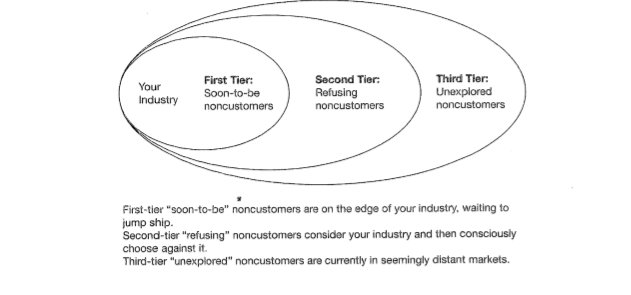 Your
Industry
First Tier:
Soon-to-be
noncustomers
Second Tier:
Refusing
noncustomers
Third Tier:
Unexplored
noncustomers
First-tier “soon-to-be” noncustomers are on the edge of your industry, waiting to
jump ship.
Second-tier “refusing” noncustomers consider your industry and then consciously
choose against it.
Third-tier “unexplored” noncustomers are currently in seemingly distant markets.